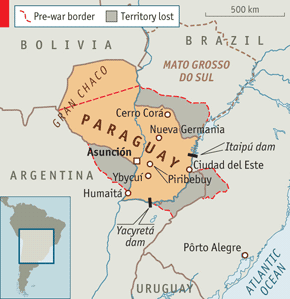 Pre-war border
Territory lost
500 km
BOLIVIA
BRAZIL
MATO GROSSO
DO SUL
GRAN CHACO
Cerro Corá
PARAGUAY
Nueva Germania
Itaipú dam
Asunción
Ciudad del Este
ARGENTINA
Ybycuí
Piribebuy
Humaitá
Yacyretá
dam
Pôrto Alegre
URUGUAY
ATLANTIC
OCEAN